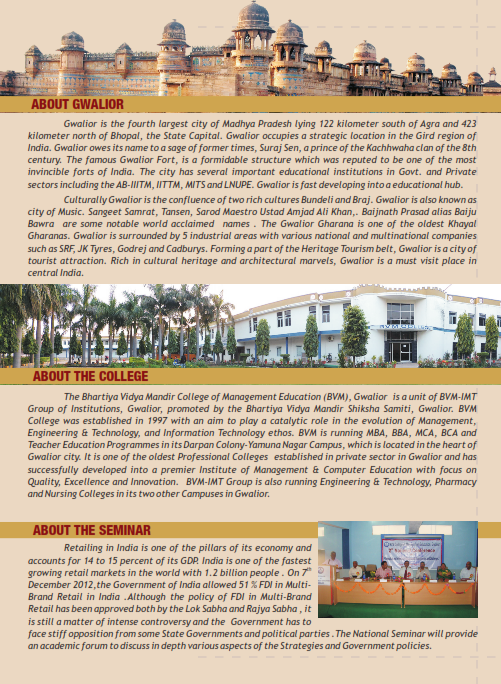 ABOUT GWALIOR
Gwalior is the fourth largest city of Madhya Pradesh lying 122 kilometer south of Agra and 423
kilometer north of Bhopal, the State Capital. Gwalior occupies a strategic location in the Gird region of
India. Gwalior owes its name to a sage of former times, Suraj Sen, a prince of the Kachhwaha clan of the 8th
century. The famous Gwalior Fort, is a formidable structure which was reputed to be one of the most
invincible forts of India. The city has several important educational institutions in Govt. and Private
sectors including the AB-IIITM, IITTM, MITS and LNUPE. Gwalior is fast developing into a educational hub.
Culturally Gwalior is the confluence of two rich cultures Bundeli and Braj. Gwalior is also known as
city of Music. Sangeet Samrat, Tansen, Sarod Maestro Ustad Amjad Ali Khan,. Baijnath Prasad alias Baiju
Bawra are some notable world acclaimed names . The Gwalior Gharana is one of the oldest Khayal
Gharanas. Gwalior is surrounded by 5 industrial areas with various national and multinational companies
such as SRF, JK Tyres, Godrej and Cadburys. Forming a part of the Heritage Tourism belt, Gwalior is a city of
tourist attraction. Rich in cultural heritage and architectural marvels, Gwalior is a must visit place in
central India.
ABOUT THE COLLEGE
The Bhartiya Vidya Mandir College of Management Education (BVM), Gwalior is a unit of BVM-IMT
Group of Institutions, Gwalior, promoted by the Bhartiya Vidya Mandir Shiksha Samiti, Gwalior. BVM
College was established in 1997 with an aim to play a catalytic role in the evolution of Management,
Engineering & Technology, and Information Technology ethos. BVM is running MBA, BBA, MCA, BCA and
Teacher Education Programmes in its Darpan Colony-Yamuna Nagar Campus, which is located in the heart of
Gwalior city. It is one of the oldest Professional Colleges established in private sector in Gwalior and has
successfully developed into a premier Institute of Management & Computer Education with focus on
Quality, Excellence and Innovation. BVM-IMT Group is also running Engineering & Technology, Pharmacy
and Nursing Colleges in its two other Campuses in Gwalior.
ABOUT THE SEMINAR
Retailing in India is one of the pillars of its economy and
accounts for 14 to 15 percent of its GDP. India is one of the fastest
growing retail markets in the world with 1.2 billion people . On 7th
December 2012, the Government of India allowed 51 % FDI in Multi-
Brand Retail in India .Although the policy of FDI in Multi-Brand
Retail has been approved both by the Lok Sabha and Rajya Sabha , it
is still a matter of intense controversy and the Government has to
face stiff opposition from some State Governments and political parties . The National Seminar will provide
an academic forum to discuss in depth various aspects of the Strategies and Government policies.